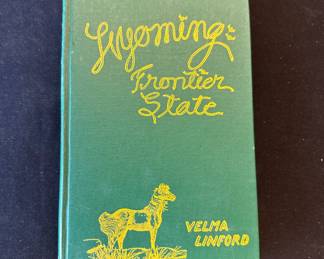 Wyoming:
Frontier
State
VELMA
LINFORD